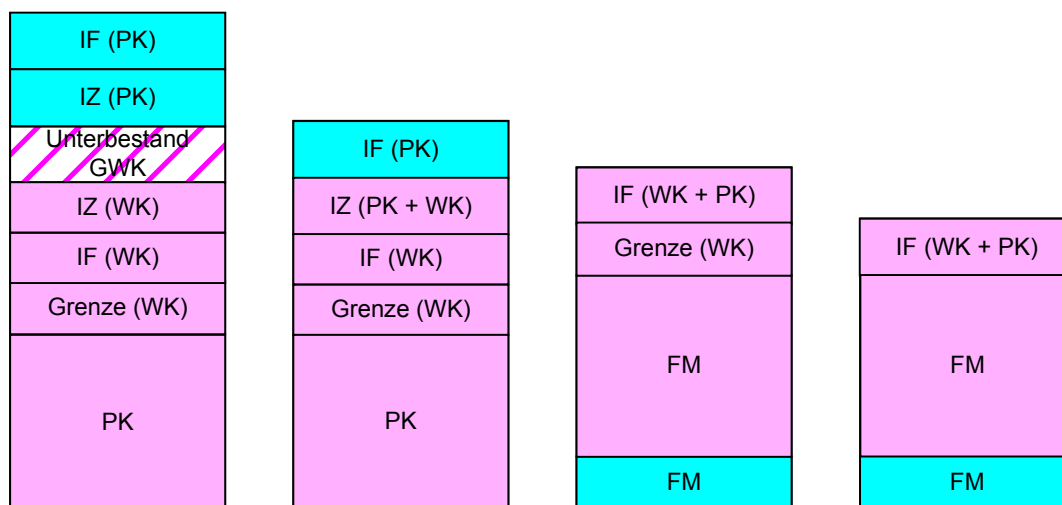 IF (PK)
IZ (PK)
Unterbestand
GWK
IZ (WK)
IF (WK)
Grenze (WK)
PK
IF (PK)
IZ (PK + WK)
IF (WK)
Grenze (WK)
PK
IF (WK + PK)
Grenze (WK)
FM
FM
IF (WK + PK)
FM
FM